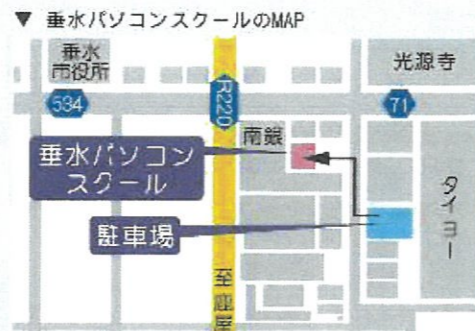 ▼ 垂水パソコンスクールのMAP
垂水
市役所
光源寺
534
R220
71
南銀
垂水パソコン
スクール
タイヨー
駐車場
至鹿屋